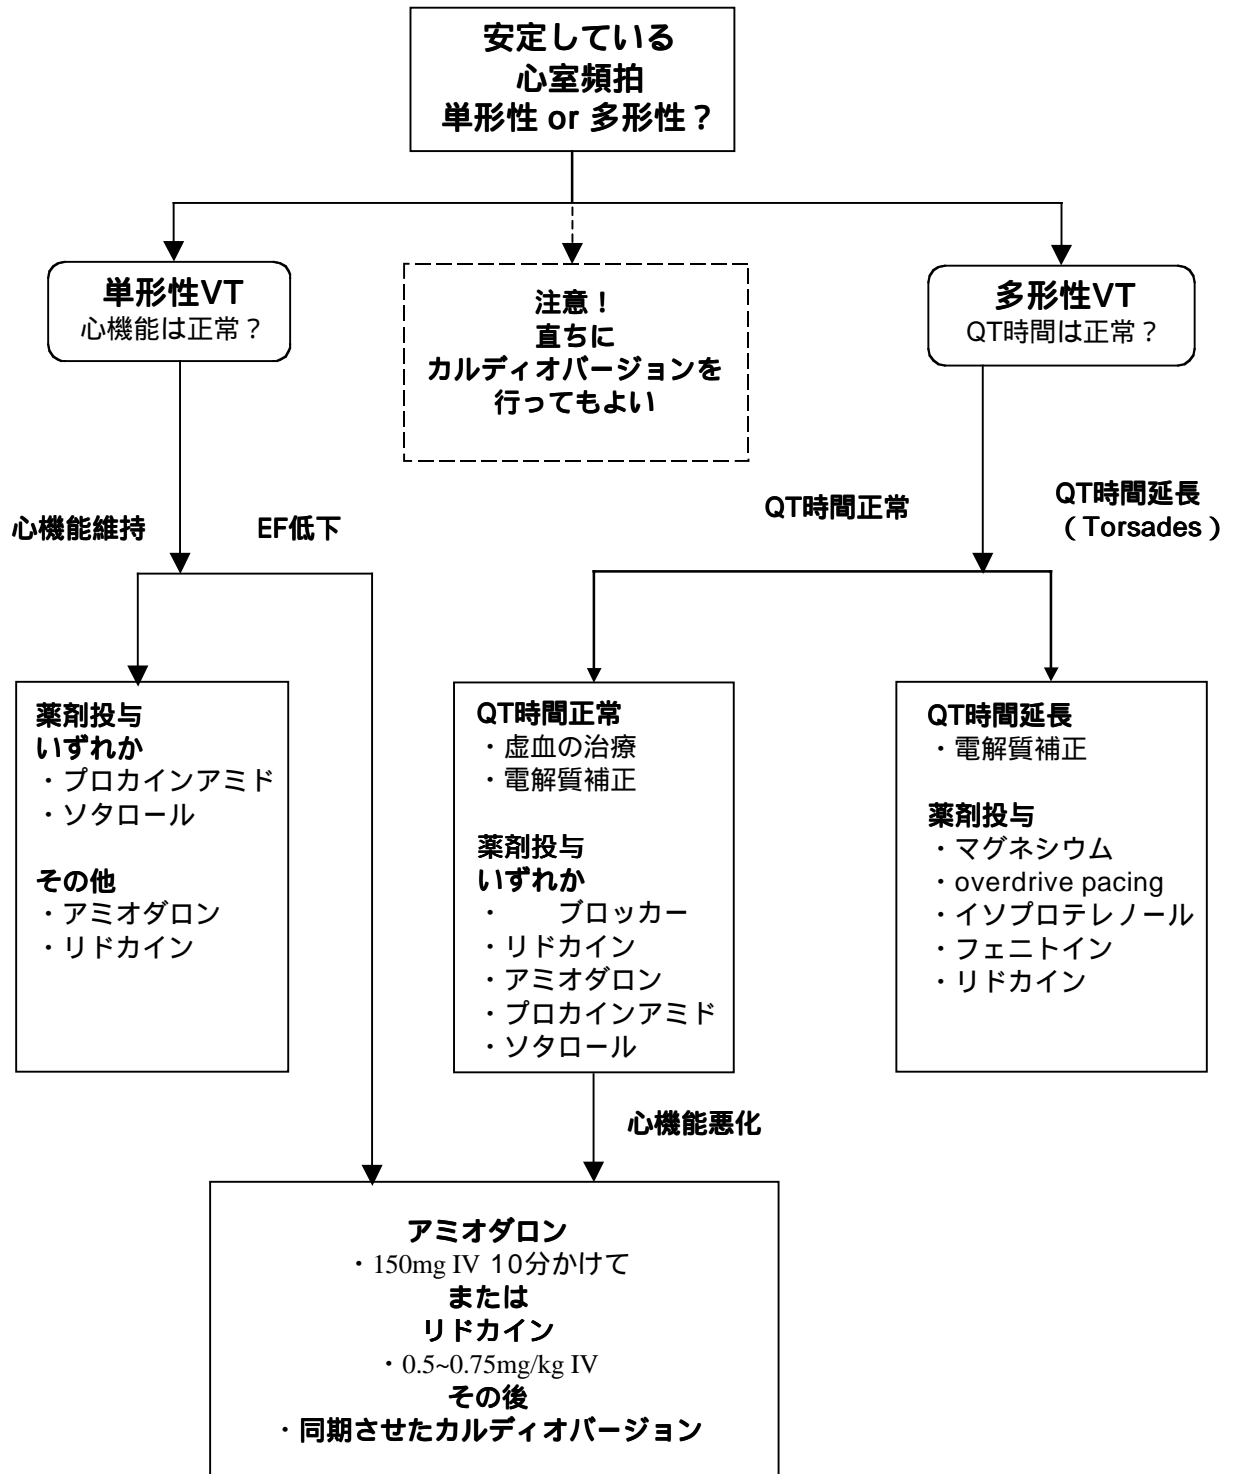 安定している
心室頻拍
単形性 or 多形性？
単形性VT
心機能は正常？
注意！
直ちに
カルディオバージョンを
行ってもよい
多形性VT
QT時間は正常？
心機能維持
EF低下
QT時間正常
QT時間延長
（Torsades）
薬剤投与
いずれか
・プロカインアミド
・ソタロール
その他
・アミオダロン
・リドカイン
QT時間正常
・虚血の治療
・電解質補正
薬剤投与
いずれか
・　　ブロッカー
・リドカイン
・アミオダロン
・プロカインアミド
・ソタロール
QT時間延長
・電解質補正
薬剤投与
・マグネシウム
・overdrive pacing
・イソプロテレノール
・フェニトイン
・リドカイン
心機能悪化
アミオダロン
・150mg IV 10分かけて
または
リドカイン
・0.5~0.75mg/kg IV
その後
・同期させたカルディオバージョン